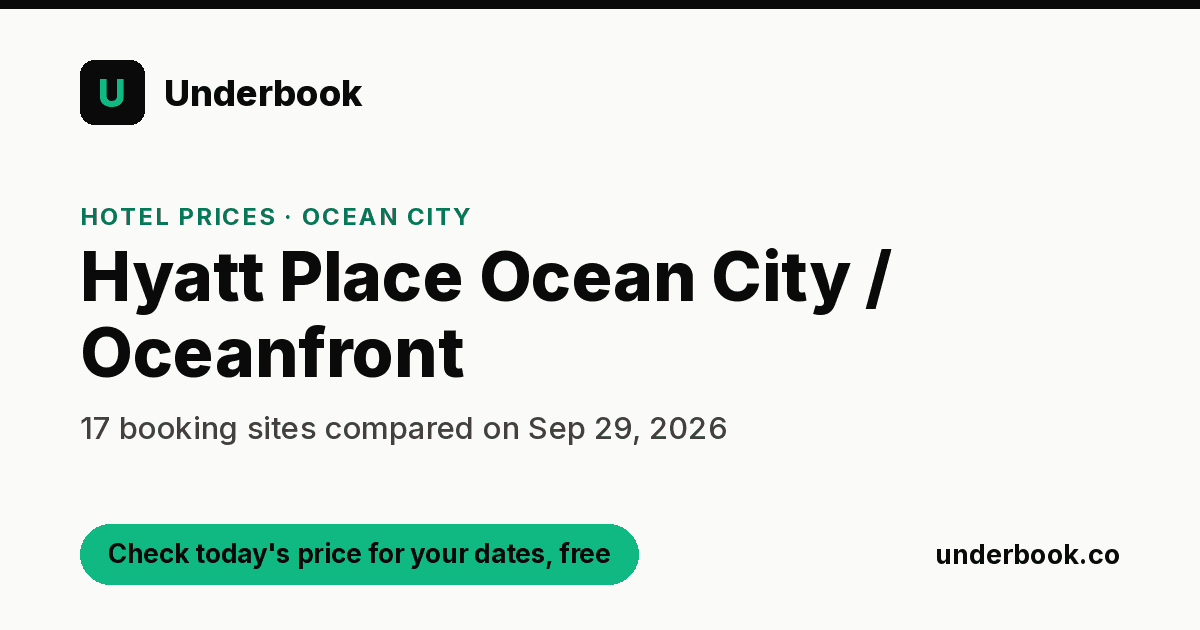 U Underbook
HOTEL PRICES · OCEAN CITY
Hyatt Place Ocean City /
Oceanfront
17 booking sites compared on Sep 29, 2026
Check today's price for your dates, free
underbook.co